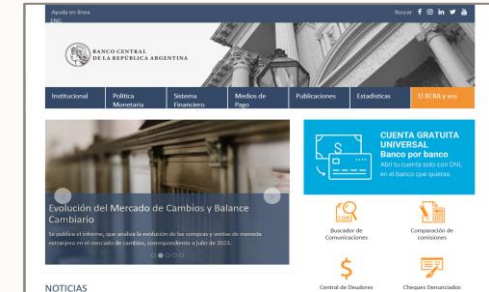 Ayuda en línea
ENG
Buscar
BANCO CENTRAL
DE LA REPÚBLICA ARGENTINA
Institucional
Política
Monetaria
Sistema
Financiero
Medios de
Pago
Publicaciones
Estadísticas
El BCRA y vos
CUENTA GRATUITA
UNIVERSAL
Banco por banco
Abrí tu cuenta solo con DNI,
en el banco que quieras.
Evolución del Mercado de Cambios y Balance
Cambiario
Se publica el informe, que analiza la evolución de las compras y ventas de moneda
extranjera en el mercado de cambios, correspondiente a julio de 2023.
Buscador de
Comunicaciones
Comparación de
comisiones
Central de Deudores
Cheques Denunciados
NOTICIAS